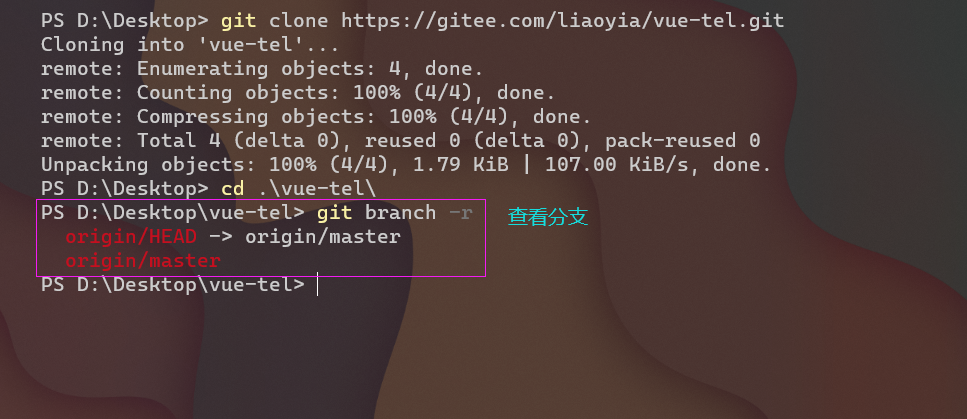 PS D:\Desktop> git clone https://gitee.com/liaoyia/vue-tel.git
Cloning into 'vue-tel'...
remote: Enumerating objects: 4, done.
remote: Counting objects: 100% (4/4), done.
remote: Compressing objects: 100% (4/4), done.
remote: Total 4 (delta 0), reused 0 (delta 0), pack-reused 0
Unpacking objects: 100% (4/4), 1.79 KiB | 107.00 KiB/s, done.
PS D:\Desktop> cd .\vue-tel\
PS D:\Desktop\vue-tel> git branch -r 查看分支
origin/HEAD -> origin/master
origin/master
PS D:\Desktop\vue-tel>